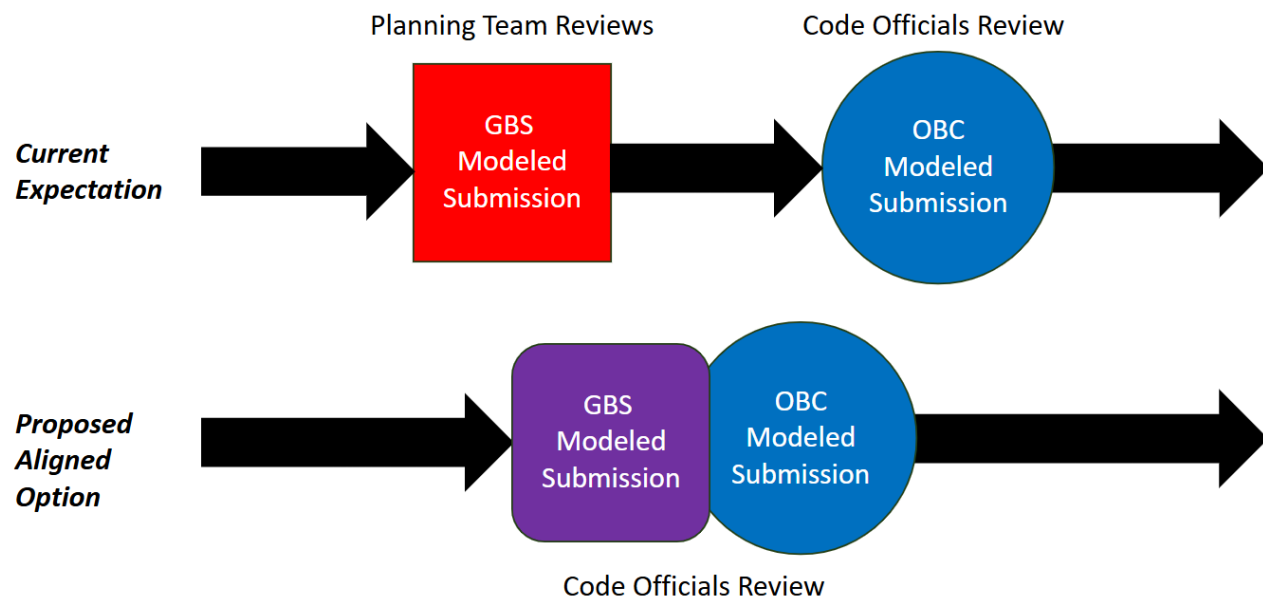 Planning Team Reviews
Code Officials Review
Current
Expectation
GBS
Modeled
Submission
OBC
Modeled
Submission
Proposed
Aligned
Option
GBS
Modeled
Submission
OBC
Modeled
Submission
Code Officials Review